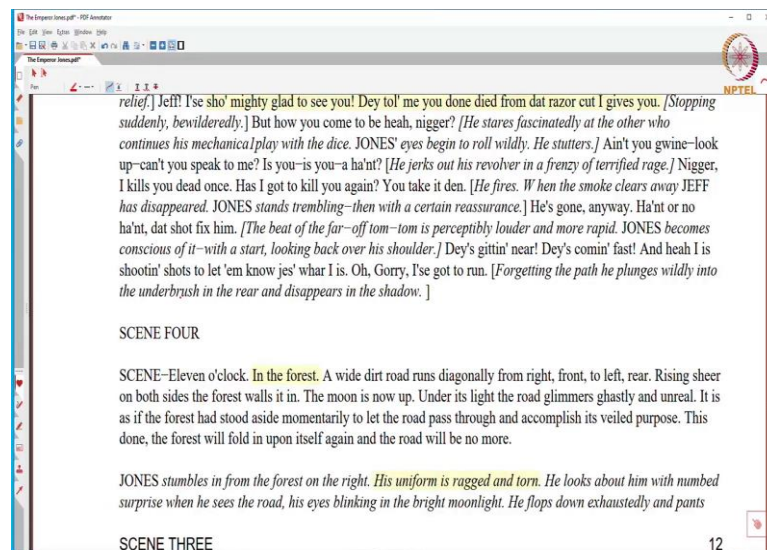 The Emperor Jones.pdf* - PDF Annotator
File Edit View Extras Window Help
The Emperor Jones.pdf*
Pen
NPTEL
relief.] Jeff! I'se sho' mighty glad to see you! Dey tol' me you done died from dat razor cut I gives you. [Stopping
suddenly, bewilderedly.] But how you come to be heah, nigger? [He stares fascinatedly at the other who
continues his mechanica1play with the dice. JONES' eyes begin to roll wildly. He stutters.] Ain't you gwine−look
up−can't you speak to me? Is you−is you−a ha'nt? [He jerks out his revolver in a frenzy of terrified rage.] Nigger,
I kills you dead once. Has I got to kill you again? You take it den. [He fires. W hen the smoke clears away JEFF
has disappeared. JONES stands trembling−then with a certain reassurance.] He's gone, anyway. Ha'nt or no
ha'nt, dat shot fix him. [The beat of the far−off tom−tom is perceptibly louder and more rapid. JONES becomes
conscious of it−with a start, looking back over his shoulder.] Dey's gittin' near! Dey's comin' fast! And heah I is
shootin' shots to let 'em know jes' whar I is. Oh, Gorry, I'se got to run. [Forgetting the path he plunges wildly into
the underbrush in the rear and disappears in the shadow. ]
SCENE FOUR
SCENE−Eleven o'clock. In the forest. A wide dirt road runs diagonally from right, front, to left, rear. Rising sheer
on both sides the forest walls it in. The moon is now up. Under its light the road glimmers ghastly and unreal. It is
as if the forest had stood aside momentarily to let the road pass through and accomplish its veiled purpose. This
done, the forest will fold in upon itself again and the road will be no more.
JONES stumbles in from the forest on the right. His uniform is ragged and torn. He looks about him with numbed
surprise when he sees the road, his eyes blinking in the bright moonlight. He flops down exhaustedly and pants
SCENE THREE 12